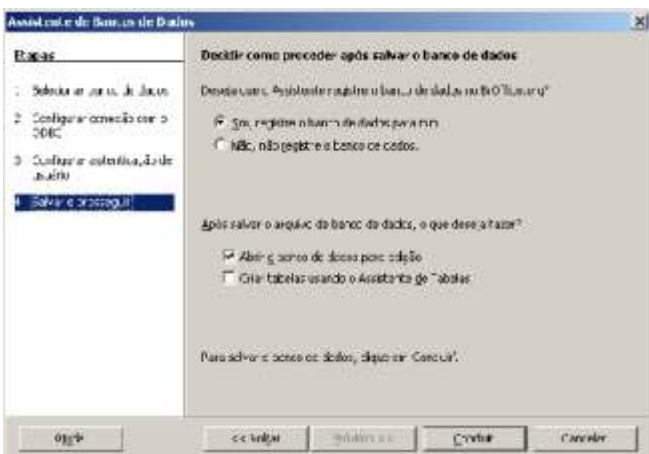 Assistente de Bancos de Dados
Etapas
1 Selecionar banco de dados
2 Configurar conexão com o
ODBC
3 Configurar autenticação de
usuário
4 Salvar e prosseguir
Decidir como proceder após salvar o banco de dados
Deseja que o Assistente registre o banco de dados no BrOffice.org?
Sim, registre o banco de dados para mim
Não, não registre o banco de dados.
Após salvar o arquivo do banco de dados, o que deseja fazer?
Abrir o banco de dados para edição
Criar tabelas usando o Assistente de Tabelas
Para salvar o banco de dados, clique em 'Concluir'.
Ajuda
<< Voltar
Próximo >>
Concluir
Cancelar